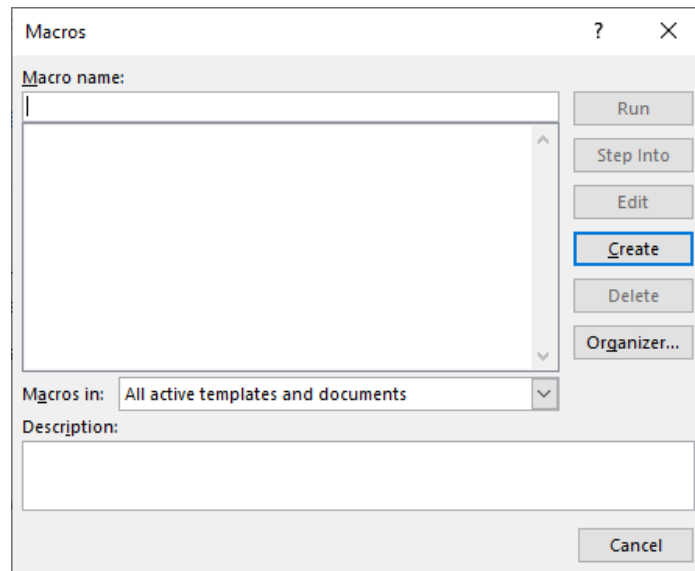 Macros ?
Macro name:
Run
Step Into
Edit
Create
Delete
Organizer...
Macros in: All active templates and documents
Description:
Cancel